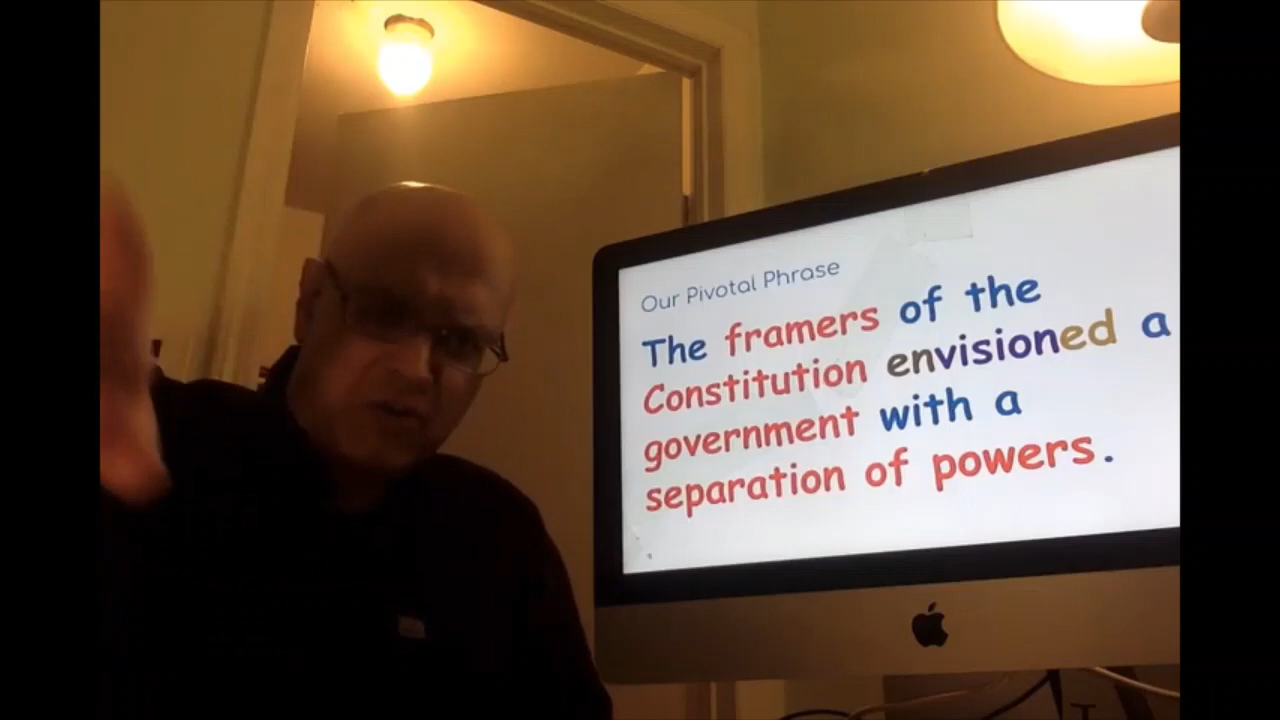 Our Pivotal Phrase
The framers of the
Constitution envisioned a
government with a
separation of powers.